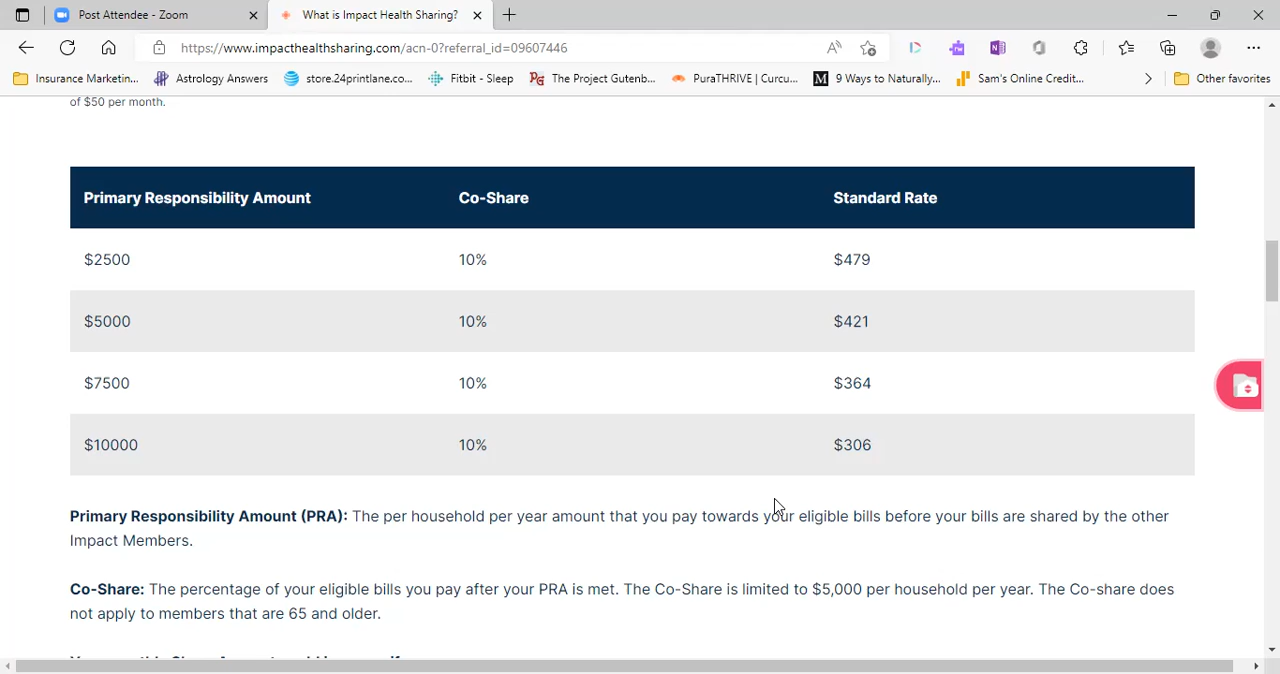 Post Attendee - Zoom
What is Impact Health Sharing?
https://www.impacthealthsharing.com/acn-0?referral_id=09607446
Insurance Marketin...
Astrology Answers
store.24printlane.co...
Fitbit - Sleep
The Project Gutenb...
PuraTHRIVE | Curcu...
9 Ways to Naturally...
Sam's Online Credit...
Other favorites
of $50 per month.
Primary Responsibility Amount Co-Share Standard Rate
$2500 10% $479
$5000 10% $421
$7500 10% $364
$10000 10% $306
Primary Responsibility Amount (PRA): The per household per year amount that you pay towards your eligible bills before your bills are shared by the other
Impact Members.
Co-Share: The percentage of your eligible bills you pay after your PRA is met. The Co-Share is limited to $5,000 per household per year. The Co-share does
not apply to members that are 65 and older.